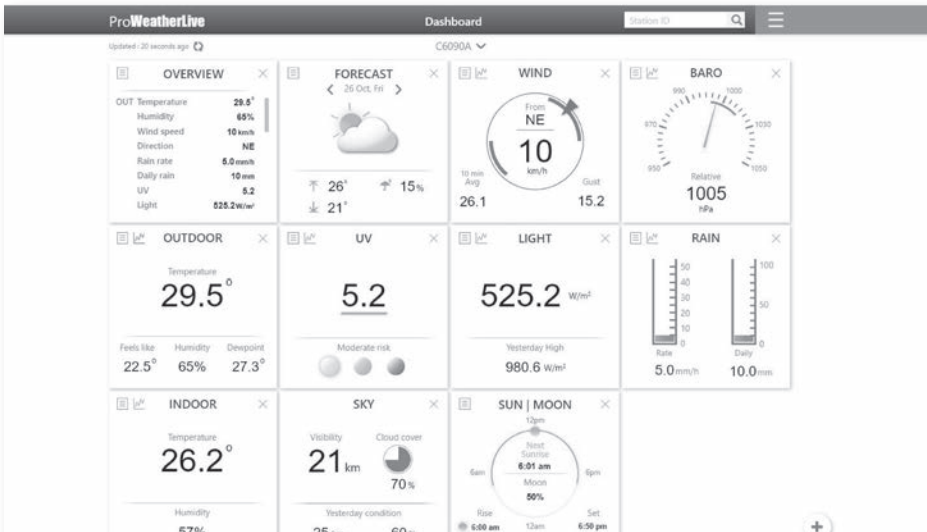 ProWeatherLive
Dashboard
Station ID
Updated : 20 seconds ago
C6090A
OVERVIEW
OUT Temperature 29.5°
Humidity 65%
Wind speed 10 km/h
Direction NE
Rain rate 5.0 mm/h
Daily rain 10 mm
UV 5.2
Light 525.2 W/m²
FORECAST
26 Oct, Fri
26° 15%
21°
WIND
From
NE
10
km/h
10 min
Avg
26.1
Gust
15.2
BARO
990 1000
970 1030
950 1050
Relative
1005
hPa
OUTDOOR
Temperature
29.5°
Feels like Humidity Dewpoint
22.5° 65% 27.3°
UV
5.2
Moderate risk
LIGHT
525.2 W/m²
Yesterday High
980.6 W/m²
RAIN
50 100
40
30 50
20
10
0 0
Rate Daily
5.0 mm/h 10.0 mm
INDOOR
Temperature
26.2°
Humidity
57%
SKY
Visibility Cloud cover
21 km
70%
Yesterday condition
SUN | MOON
12pm
Next
Sunrise
6:01 am
6am 6pm
Moon
50%
Rise Set
6:00 am 12am 6:50 pm
+